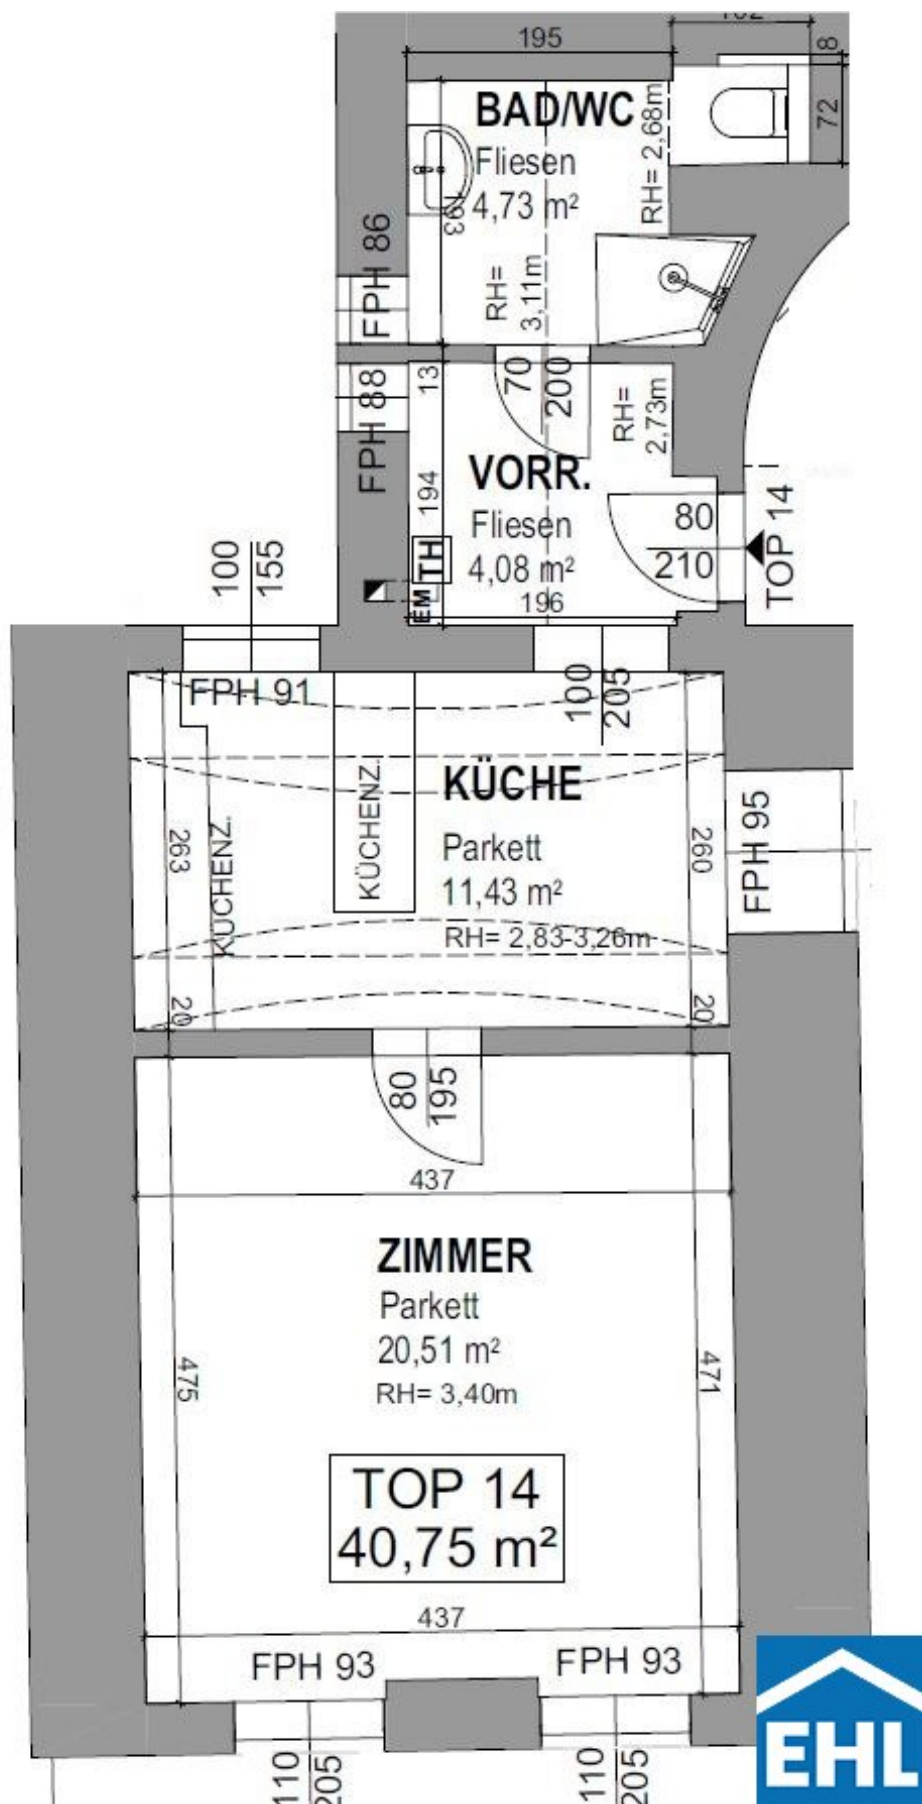 195
8
72
BAD/WC
Fliesen
4,73 m²
RH= 2,68m
193
FPH 86
RH=
3,11m
70
200
13
FPH 88
RH=
2,73m
VORR.
Fliesen
4,08 m²
194
80
210
TOP 14
TH
EM
196
100
155
FPH 91
100
205
KÜCHENZ.
KÜCHENZ.
KÜCHE
Parkett
11,43 m²
RH= 2,83-3,26m
263
260
FPH 95
20
20
80
195
437
ZIMMER
Parkett
20,51 m²
RH= 3,40m
475
471
TOP 14
40,75 m²
437
FPH 93
FPH 93
110
205
110
205
EHL